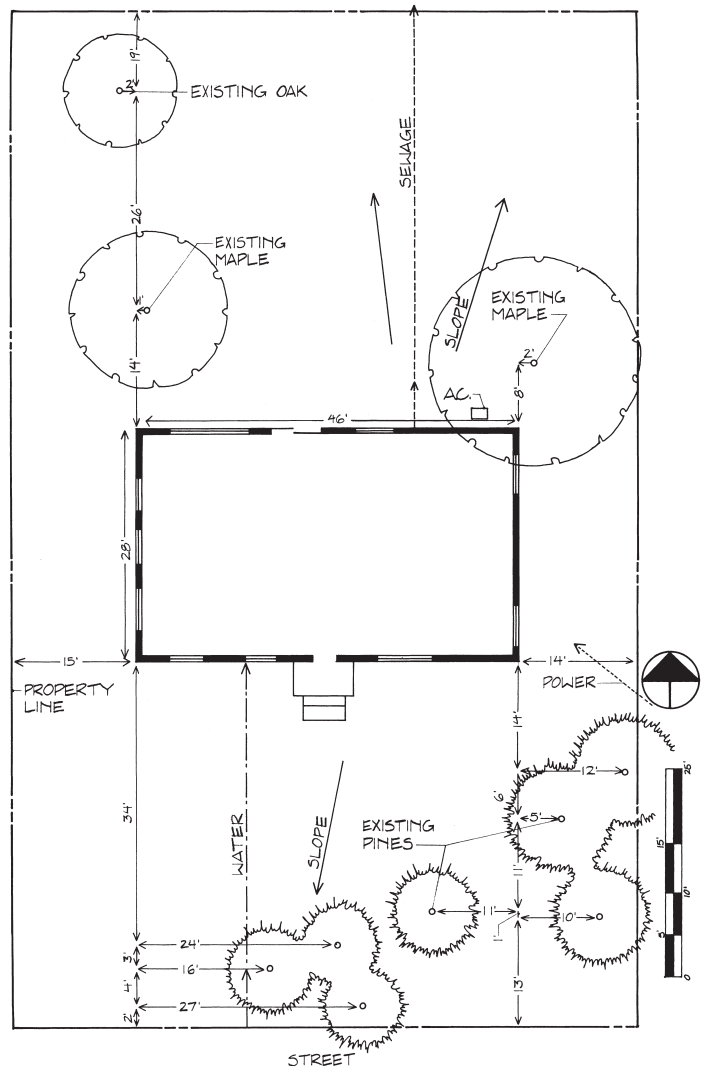 19'
2'
EXISTING OAK
SEWAGE
26'
EXISTING
MAPLE
1'
EXISTING
MAPLE
SLOPE
2'
14'
8'
A.C.
46'
28'
15'
14'
PROPERTY
LINE
POWER
14'
12'
25'
6'
5'
34'
WATER
SLOPE
EXISTING
PINES
15'
11'
10'
11'
10'
1'
24'
3'
16'
5'
4'
27'
13'
2'
0
STREET